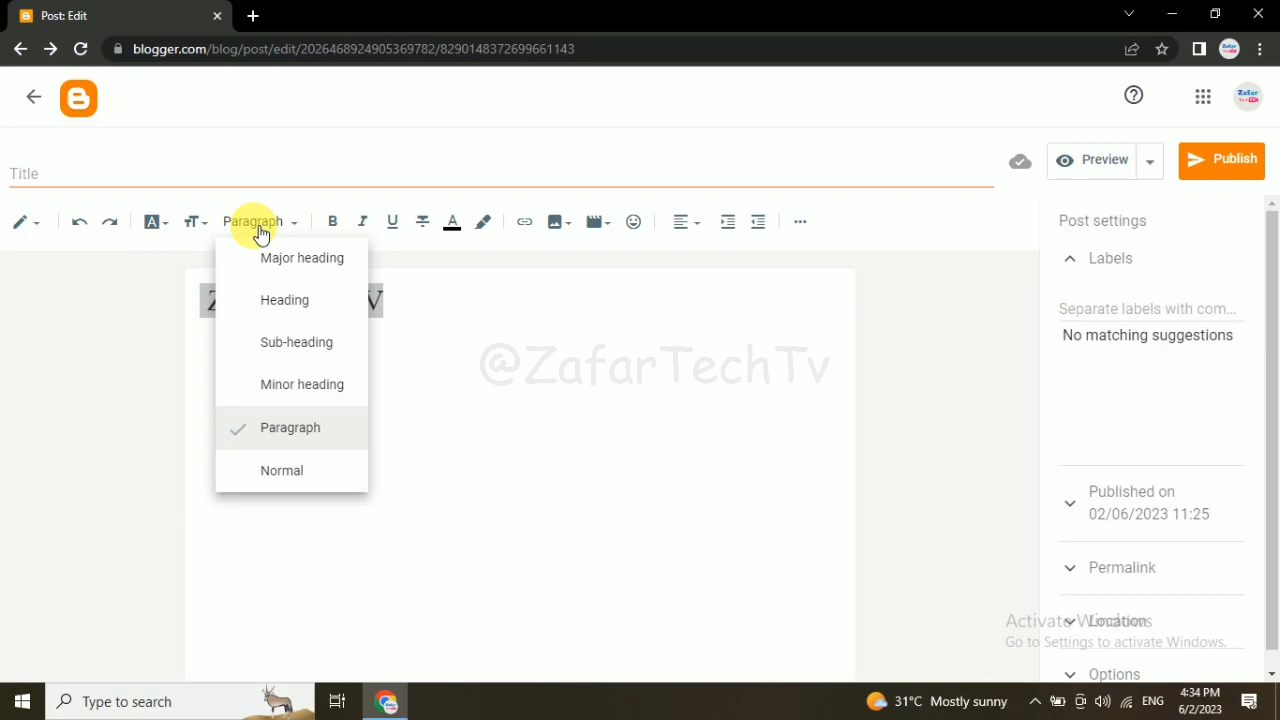 Post: Edit
blogger.com/blog/post/edit/2026468924905369782/8290148372699661143
Title
Preview
Publish
Paragraph
Post settings
Major heading
Heading
Sub-heading
Minor heading
Paragraph
Normal
@ZafarTechTv
Labels
Separate labels with com...
No matching suggestions
Published on
02/06/2023 11:25
Permalink
Location
Options
Activate Windows
Go to Settings to activate Windows.
Type to search
31°C Mostly sunny
ENG
4:34 PM
6/2/2023